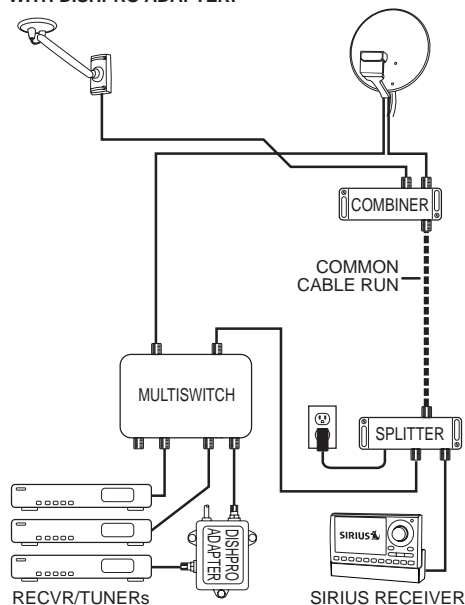 WITH DISHPRO ADAPTER:
COMBINER
COMMON
CABLE RUN
MULTISWITCH
SPLITTER
DISHPRO
ADAPTER
SIRIUS
RECVR/TUNERs
SIRIUS RECEIVER